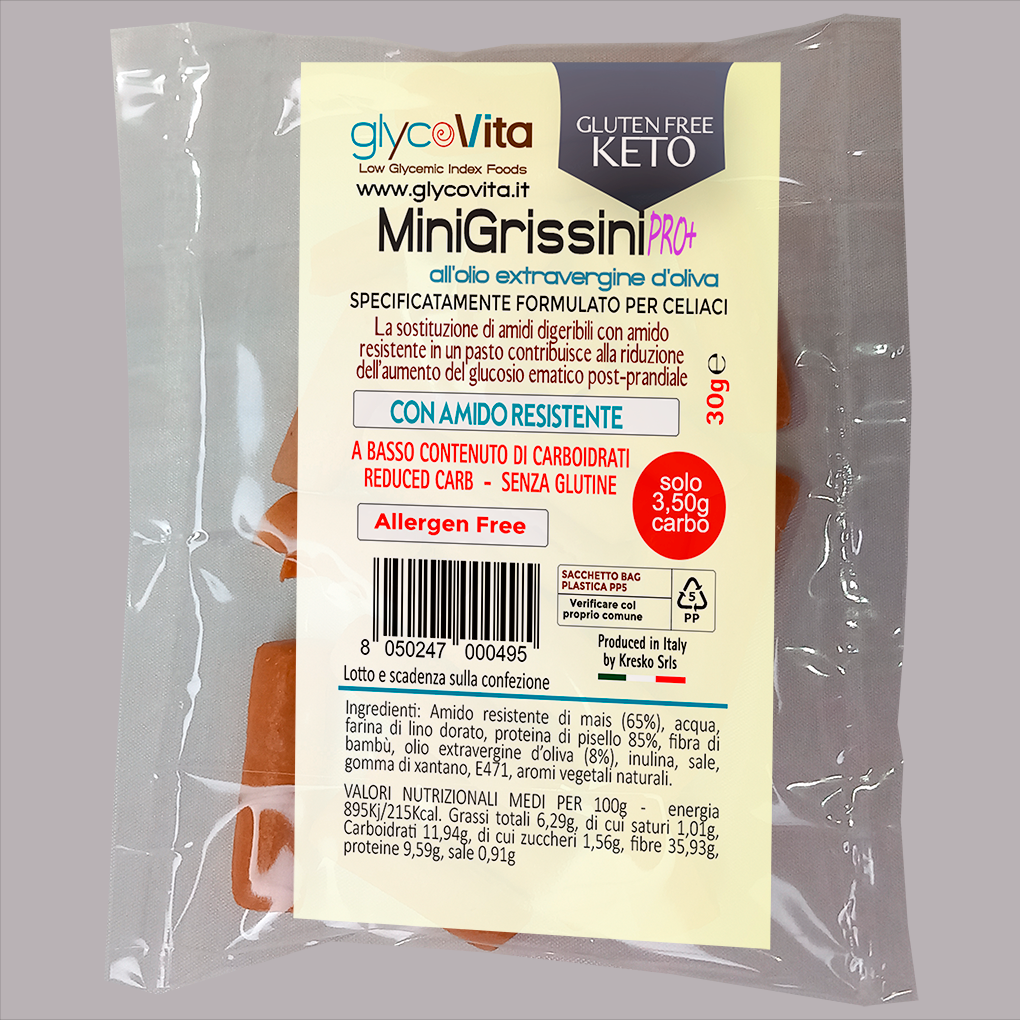 glycoVita
Low Glycemic Index Foods
www.glycovita.it
GLUTEN FREE
KETO
MiniGrissini PRO+
all'olio extravergine d'oliva
SPECIFICATAMENTE FORMULATO PER CELIACI
La sostituzione di amidi digeribili con amido
resistente in un pasto contribuisce alla riduzione
dell'aumento del glucosio ematico post-prandiale
30g e
CON AMIDO RESISTENTE
A BASSO CONTENUTO DI CARBOIDRATI
REDUCED CARB - SENZA GLUTINE
solo
3,50g
carbo
Allergen Free
SACCHETTO BAG
PLASTICA PP5
Verificare col
proprio comune
5
PP
8 050247 000495
Produced in Italy
by Kresko Srls
Lotto e scadenza sulla confezione
Ingredienti: Amido resistente di mais (65%), acqua,
farina di lino dorato, proteina di pisello 85%, fibra di
bambù, olio extravergine d'oliva (8%), inulina, sale,
gomma di xantano, E471, aromi vegetali naturali.
VALORI NUTRIZIONALI MEDI PER 100g - energia
895Kj/215Kcal. Grassi totali 6,29g, di cui saturi 1,01g,
Carboidrati 11,94g, di cui zuccheri 1,56g, fibre 35,93g,
proteine 9,59g, sale 0,91g